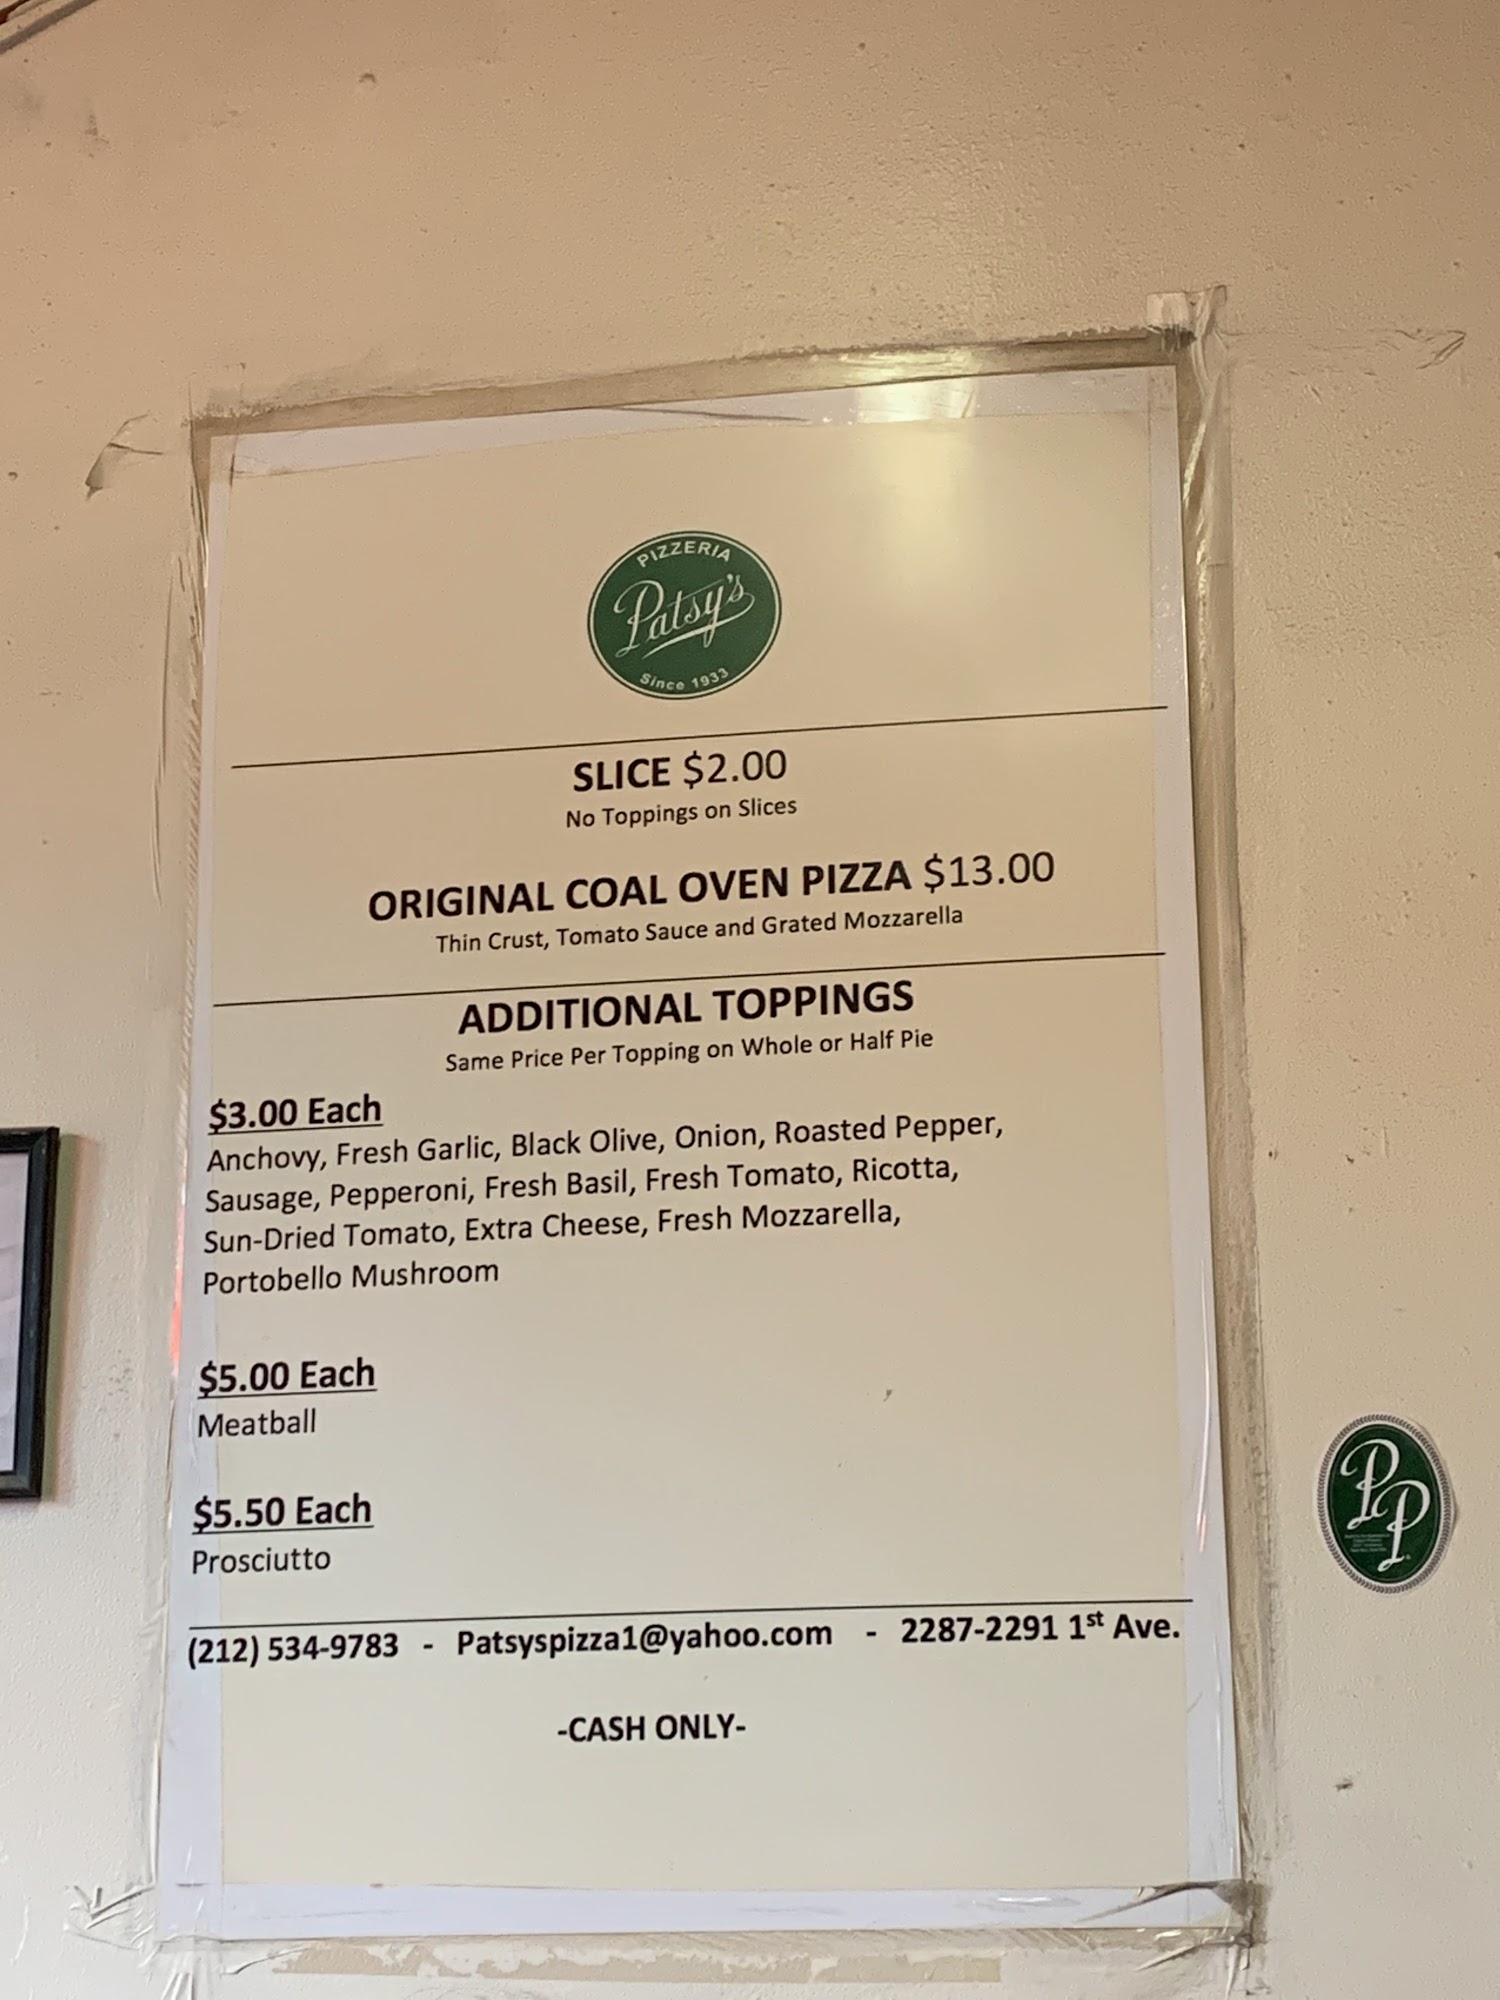 PIZZERIA
Patsy's
Since 1933
SLICE $2.00
No Toppings on Slices
ORIGINAL COAL OVEN PIZZA $13.00
Thin Crust, Tomato Sauce and Grated Mozzarella
ADDITIONAL TOPPINGS
Same Price Per Topping on Whole or Half Pie
$3.00 Each
Anchovy, Fresh Garlic, Black Olive, Onion, Roasted Pepper,
Sausage, Pepperoni, Fresh Basil, Fresh Tomato, Ricotta,
Sun-Dried Tomato, Extra Cheese, Fresh Mozzarella,
Portobello Mushroom
$5.00 Each
Meatball
$5.50 Each
Prosciutto
(212) 534-9783 - Patsyspizza1@yahoo.com - 2287-2291 1st Ave.
-CASH ONLY-
PP